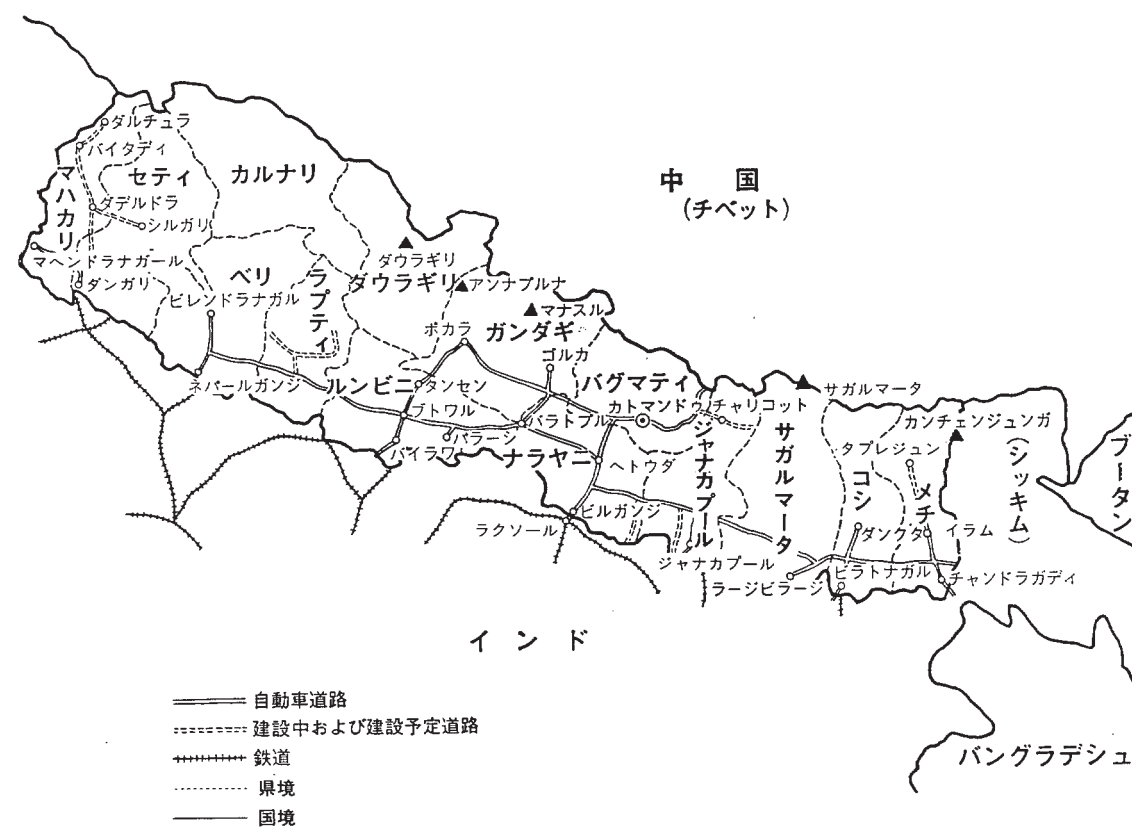 ダルチュラ
バイタディ
マハカリ
セティ
カルナリ
中国
(チベット)
ダデルドラ
シルガリ
マヘンドラナガール
ダンガリ
ベリ
ラプティ
ダウラギリ
ダウラギリ
アンナプルナ
ビレンドラナガル
マナスル
ポカラ
ガンダギ
ゴルカ
ネパールガンジ
ルンビニ
タンセン
バグマティ
サガルマータ
ブトワル
バラトプル
カトマンドゥ
チャリコット
カンチェンジュンガ
バイラワ
パラーシ
ナラヤニ
ヘトウダ
ジャナカプール
サガルマータ
タプレジュン
コシ
メチ
(シッキム)
ブータン
ラクソール
ビルガンジ
ダンクタ
イラム
ジャナカプール
ラージビラージ
ビラトナガル
チャンドラガディ
インド
バングラデシュ
自動車道路
建設中および建設予定道路
鉄道
県境
国境